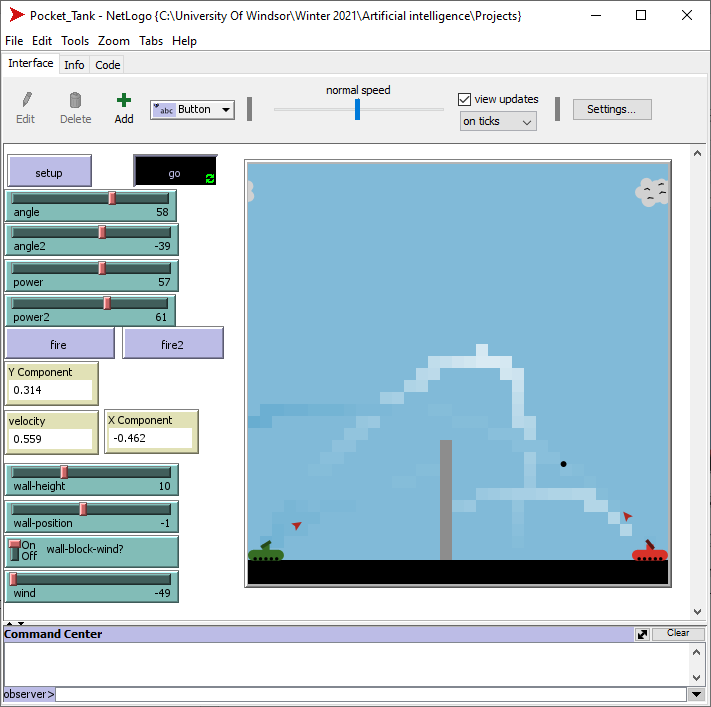 Pocket_Tank - NetLogo {C:\University Of Windsor\Winter 2021\Artificial intelligence\Projects}
File Edit Tools Zoom Tabs Help
Interface Info Code
normal speed
Edit Delete Add abc Button view updates
on ticks Settings...
setup go
angle 58
angle2 -39
power 57
power2 61
fire fire2
Y Component
0.314
velocity X Component
0.559 -0.462
wall-height 10
wall-position -1
On
Off wall-block-wind?
wind -49
Command Center Clear
observer>